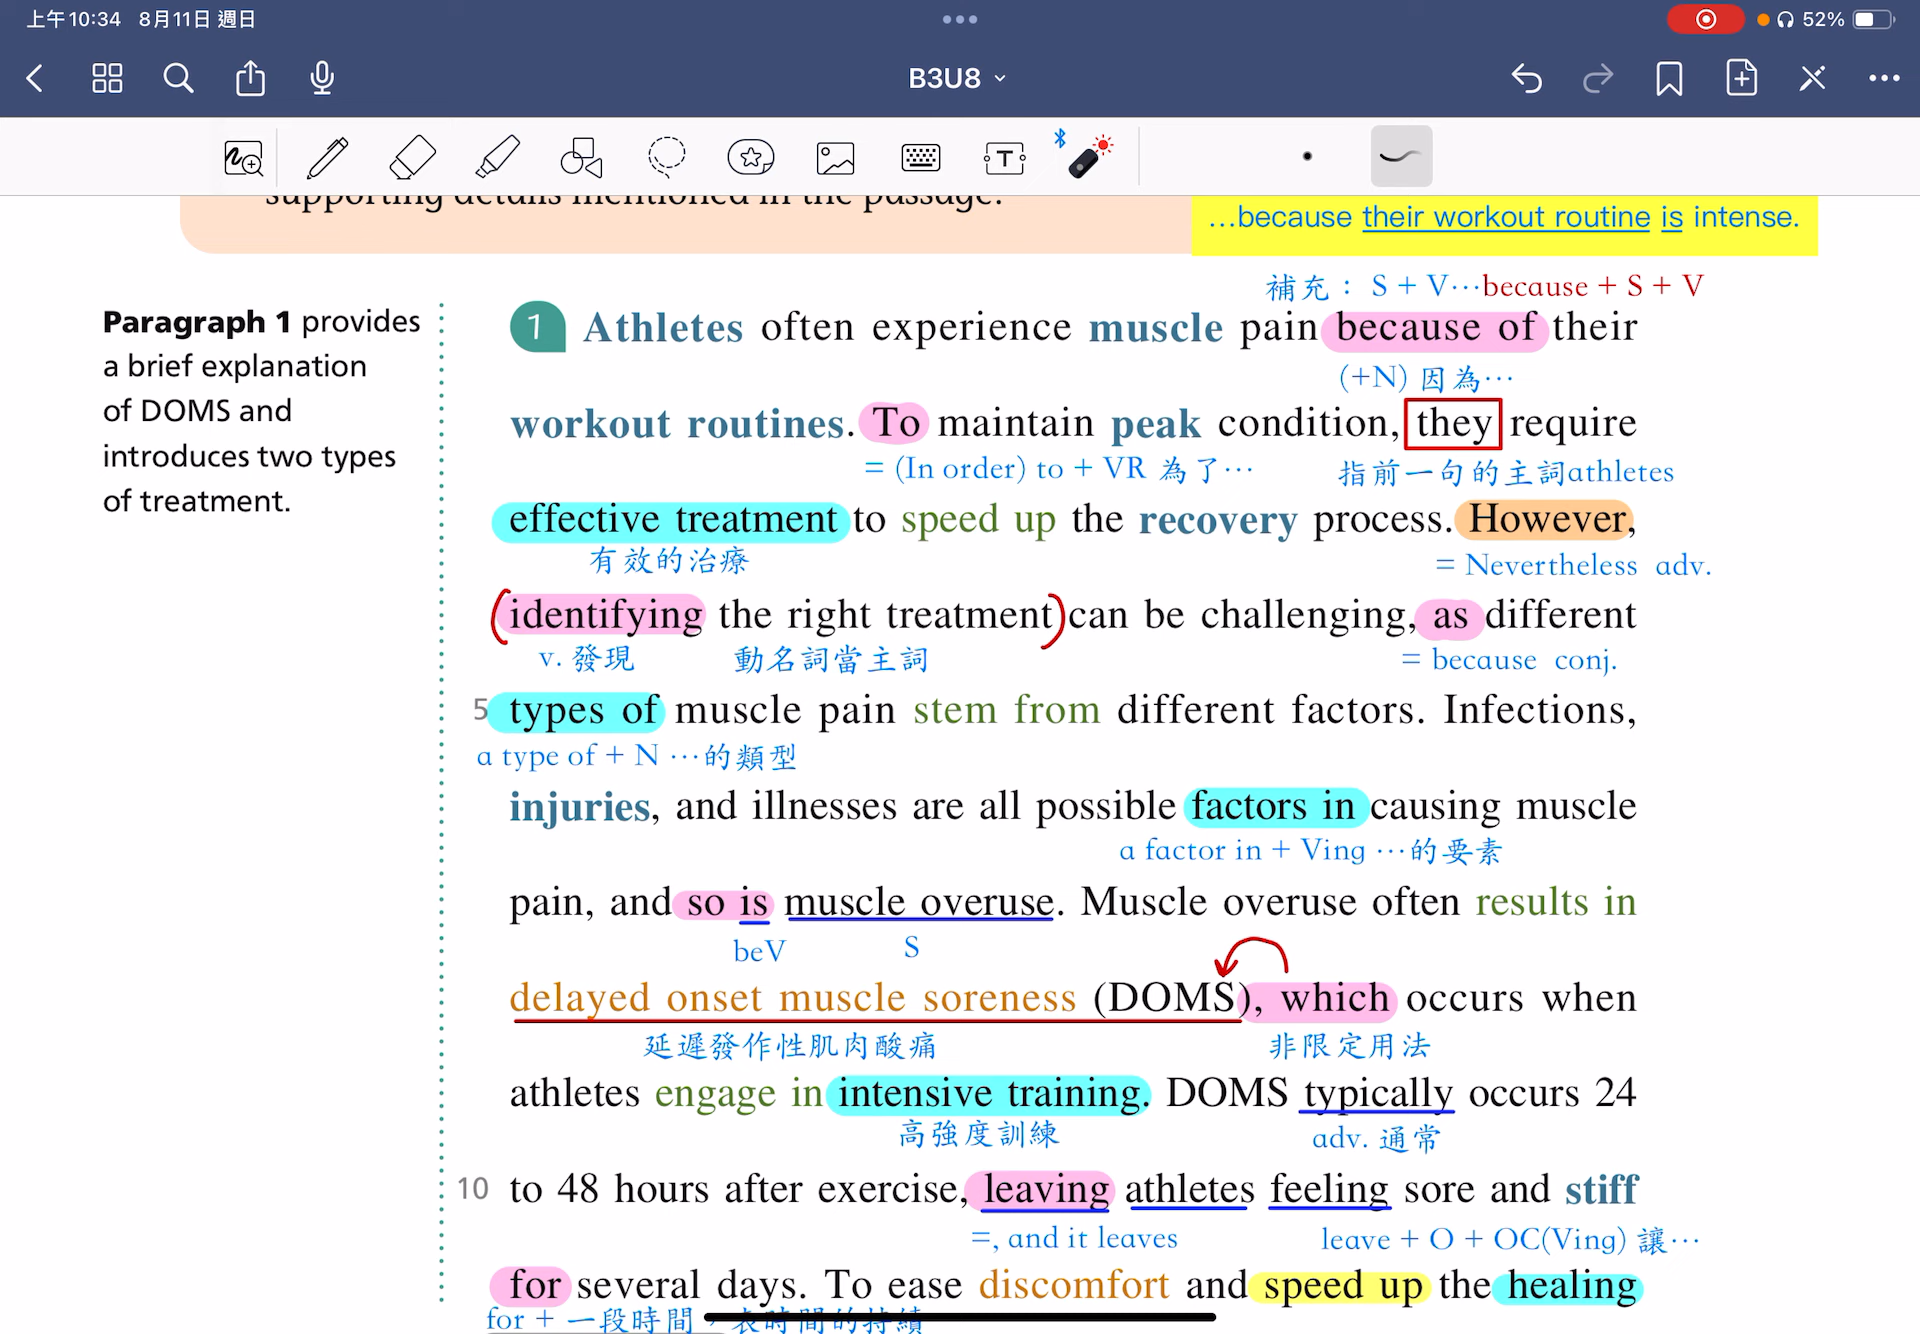 上午10:34 8月11日 週日
52%
B3U8
supporting details mentioned in the passage.
...because their workout routine is intense.
補充： S + V…because + S + V
Paragraph 1 provides
a brief explanation
of DOMS and
introduces two types
of treatment.
1 Athletes often experience muscle pain because of their
(+N) 因為…
workout routines. To maintain peak condition, they require
= (In order) to + VR 為了… 指前一句的主詞athletes
effective treatment to speed up the recovery process. However,
有效的治療 = Nevertheless adv.
(identifying the right treatment) can be challenging, as different
v. 發現 動名詞當主詞 = because conj.
5 types of muscle pain stem from different factors. Infections,
a type of + N …的類型
injuries, and illnesses are all possible factors in causing muscle
a factor in + Ving …的要素
pain, and so is muscle overuse. Muscle overuse often results in
beV S
delayed onset muscle soreness (DOMS), which occurs when
延遲發作性肌肉酸痛 非限定用法
athletes engage in intensive training. DOMS typically occurs 24
高強度訓練 adv. 通常
10 to 48 hours after exercise, leaving athletes feeling sore and stiff
=, and it leaves leave + O + OC(Ving) 讓…
for several days. To ease discomfort and speed up the healing
for + 一段時間，表時間的持續